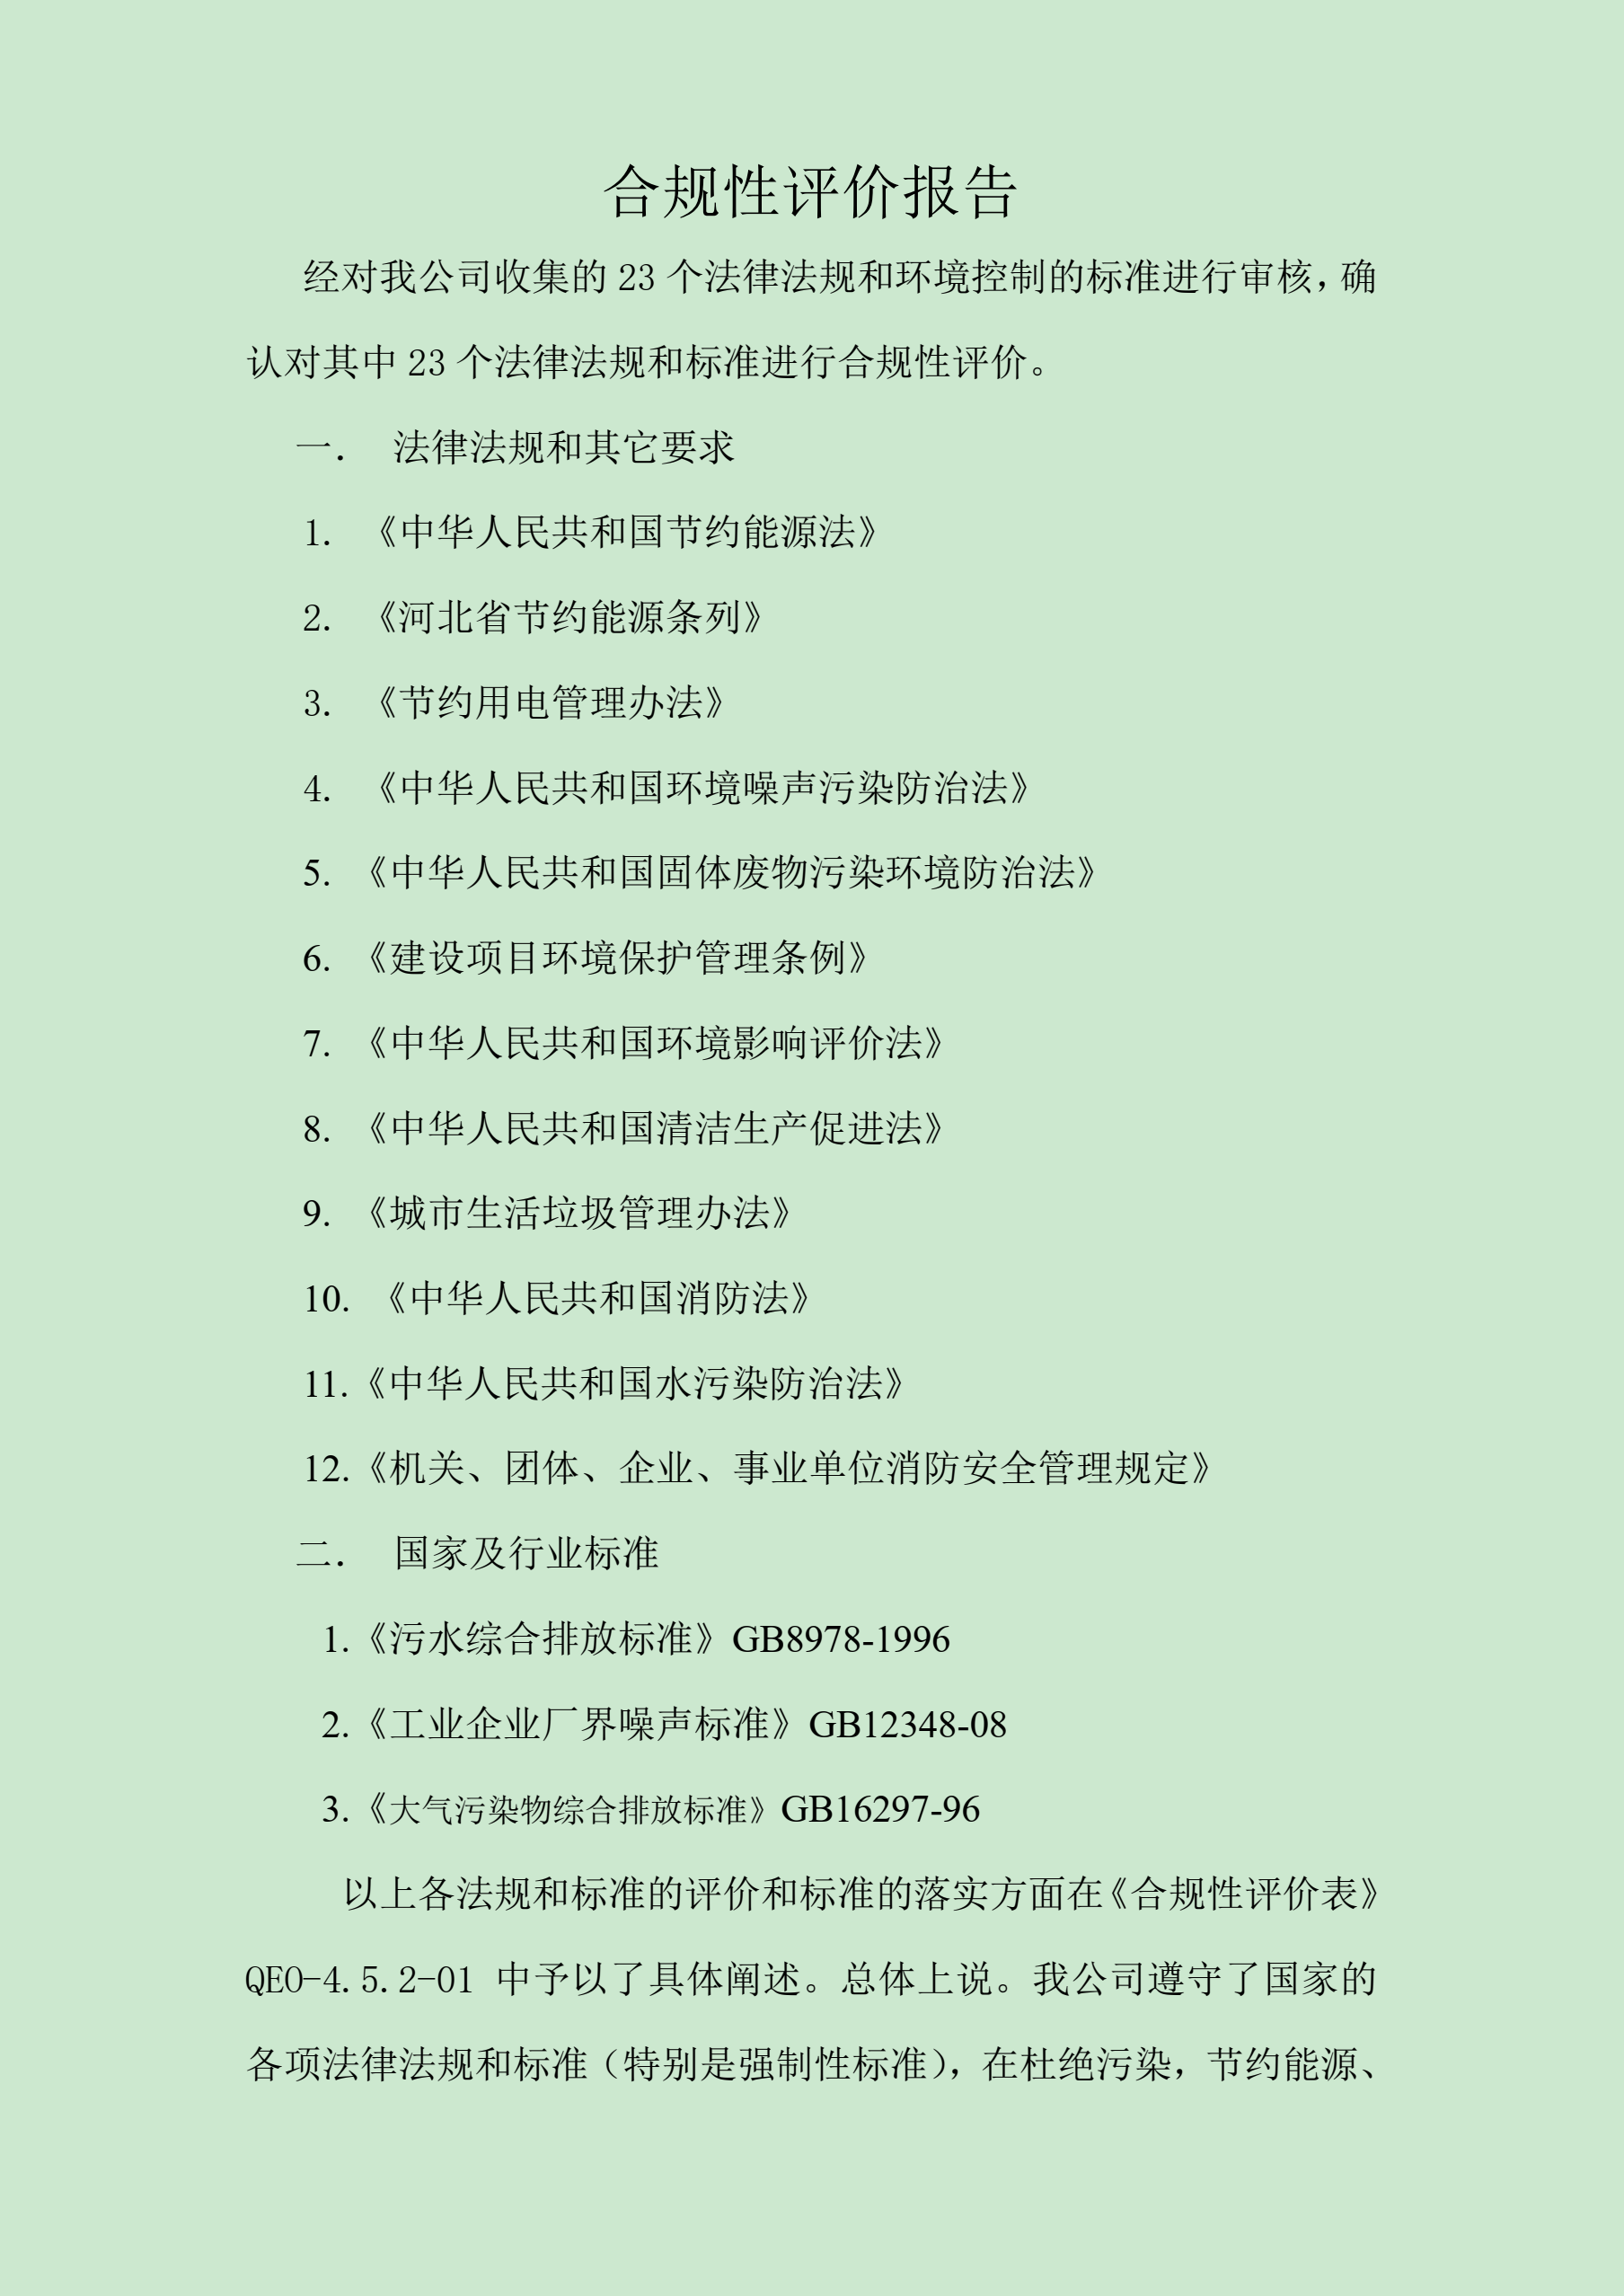 合规性评价报告
经对我公司收集的 23 个法律法规和环境控制的标准进行审核，确
认对其中 23 个法律法规和标准进行合规性评价。
一． 法律法规和其它要求
1. 《中华人民共和国节约能源法》
2. 《河北省节约能源条列》
3. 《节约用电管理办法》
4. 《中华人民共和国环境噪声污染防治法》
5. 《中华人民共和国固体废物污染环境防治法》
6. 《建设项目环境保护管理条例》
7. 《中华人民共和国环境影响评价法》
8. 《中华人民共和国清洁生产促进法》
9. 《城市生活垃圾管理办法》
10. 《中华人民共和国消防法》
11.《中华人民共和国水污染防治法》
12.《机关、团体、企业、事业单位消防安全管理规定》
二． 国家及行业标准
1.《污水综合排放标准》GB8978-1996
2.《工业企业厂界噪声标准》GB12348-08
3.《大气污染物综合排放标准》GB16297-96
以上各法规和标准的评价和标准的落实方面在《合规性评价表》
QEO-4.5.2-01 中予以了具体阐述。总体上说。我公司遵守了国家的
各项法律法规和标准（特别是强制性标准），在杜绝污染，节约能源、